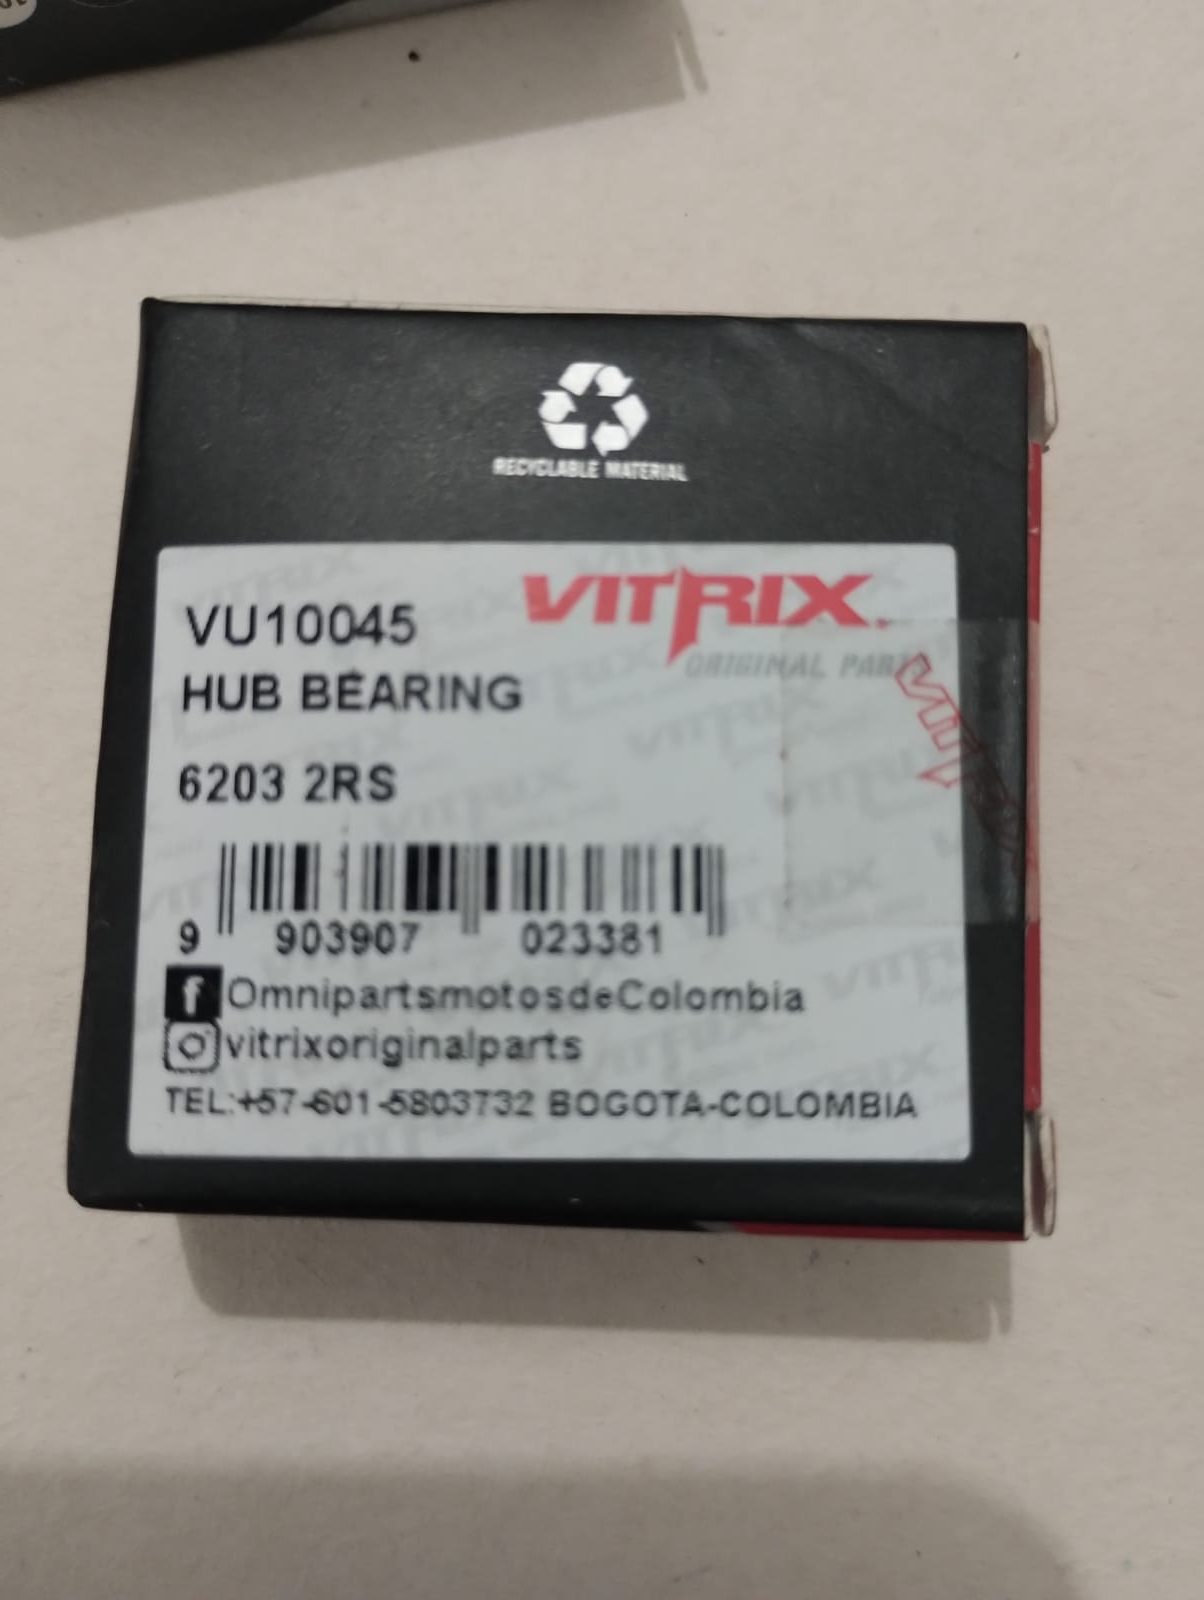 RECYCLABLE MATERIAL
VITRIX
ORIGINAL PARTS
VU10045
HUB BEARING
6203 2RS
9 903907 023381
OmnipartsmotosdeColombia
vitrixoriginalparts
TEL:+57-601-5803732 BOGOTA-COLOMBIA
VITRIX